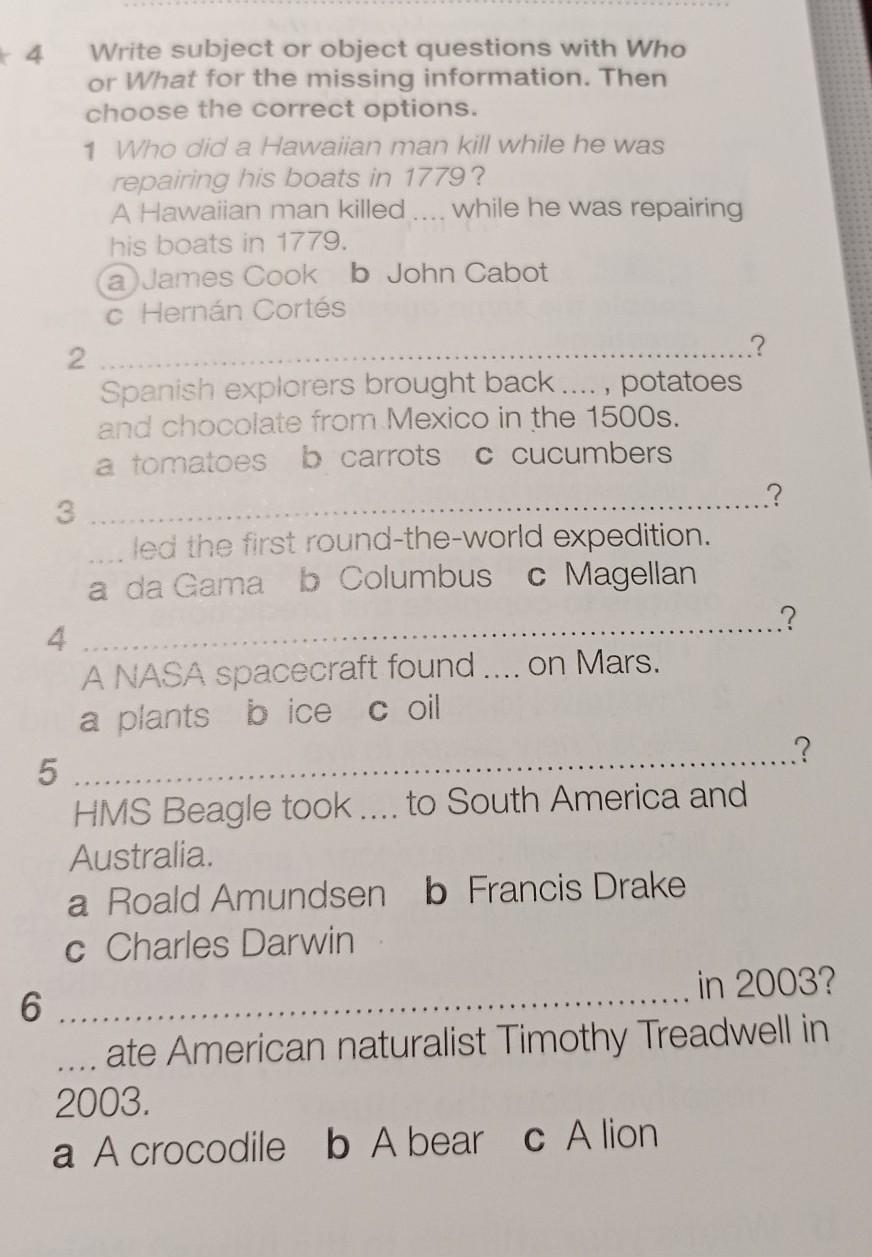 4 Write subject or object questions with Who
or What for the missing information. Then
choose the correct options.
1 Who did a Hawaiian man kill while he was
repairing his boats in 1779?
A Hawaiian man killed .... while he was repairing
his boats in 1779.
a James Cook b John Cabot
c Hernán Cortés
2 ..............................................................?
Spanish explorers brought back .... , potatoes
and chocolate from Mexico in the 1500s.
a tomatoes b carrots c cucumbers
3 ..............................................................?
.... led the first round-the-world expedition.
a da Gama b Columbus c Magellan
4 ..............................................................?
A NASA spacecraft found .... on Mars.
a plants b ice c oil
5 ..............................................................?
HMS Beagle took .... to South America and
Australia.
a Roald Amundsen b Francis Drake
c Charles Darwin
6 .................................................... in 2003?
.... ate American naturalist Timothy Treadwell in
2003.
a A crocodile b A bear c A lion